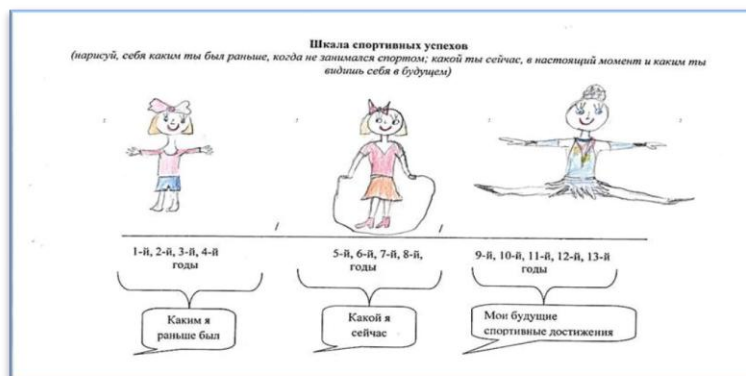 Шкала спортивных успехов
(нарисуй, себя каким ты был раньше, когда не занимался спортом; какой ты сейчас, в настоящий момент и каким ты
видишь себя в будущем)
/ /
1-й, 2-й, 3-й, 4-й
годы
5-й, 6-й, 7-й, 8-й,
годы
9-й, 10-й, 11-й, 12-й, 13-й
годы
Каким я
раньше был
Какой я
сейчас
Мои будущие
спортивные достижения